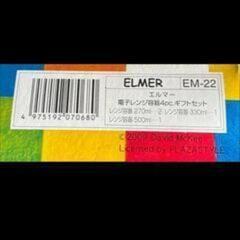 ELMER EM-22
エルマー
電子レンジ容器4pc.ギフトセット
レンジ容器 270ml…2 レンジ容器 330ml…1
レンジ容器 500ml…1
4 975192 070680
© 2009 David McKee
Licensed by PLAZASTYLE